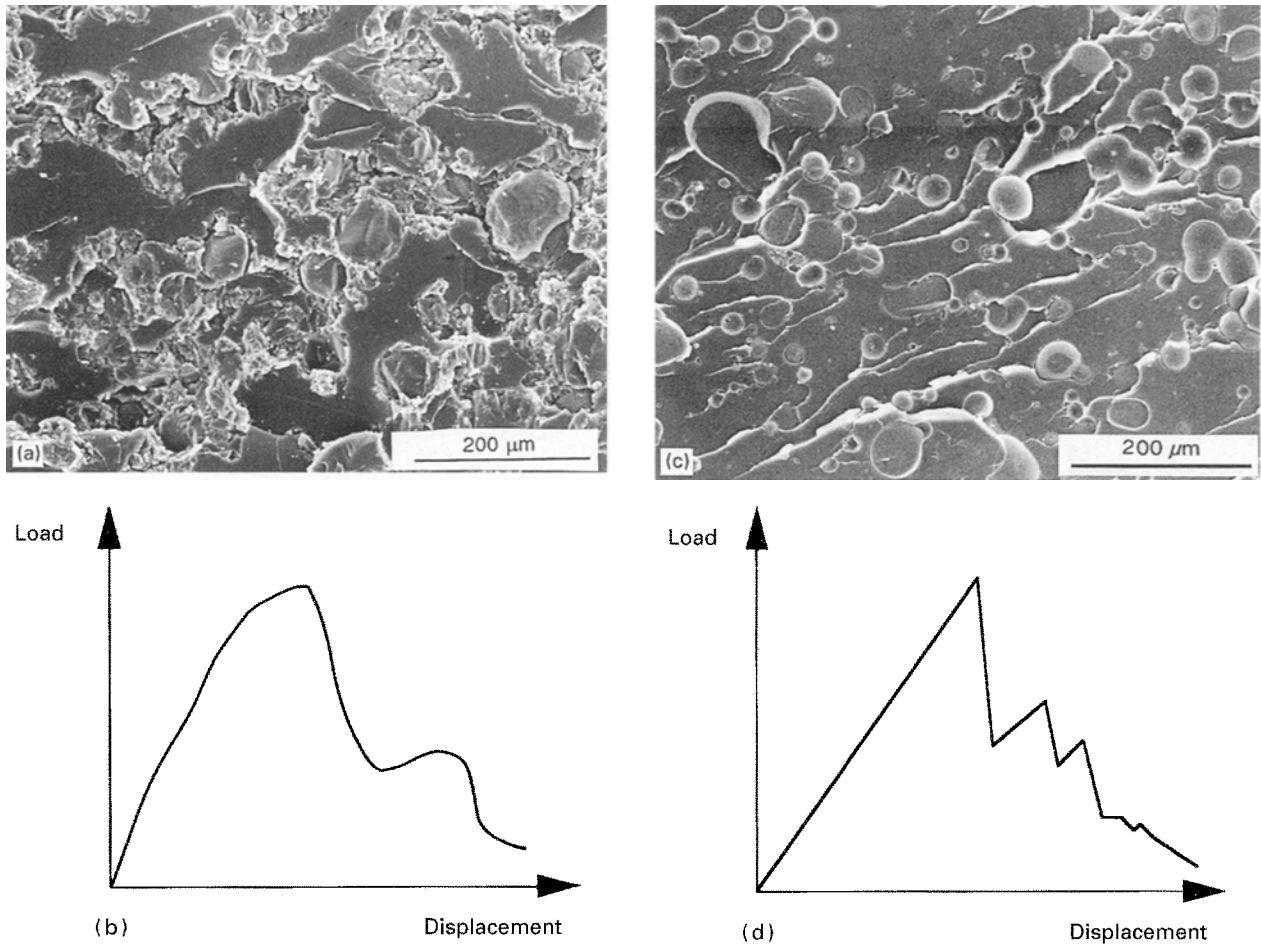 (a)
200 μm
(c)
200 μm
Load
Load
(b)
Displacement
(d)
Displacement